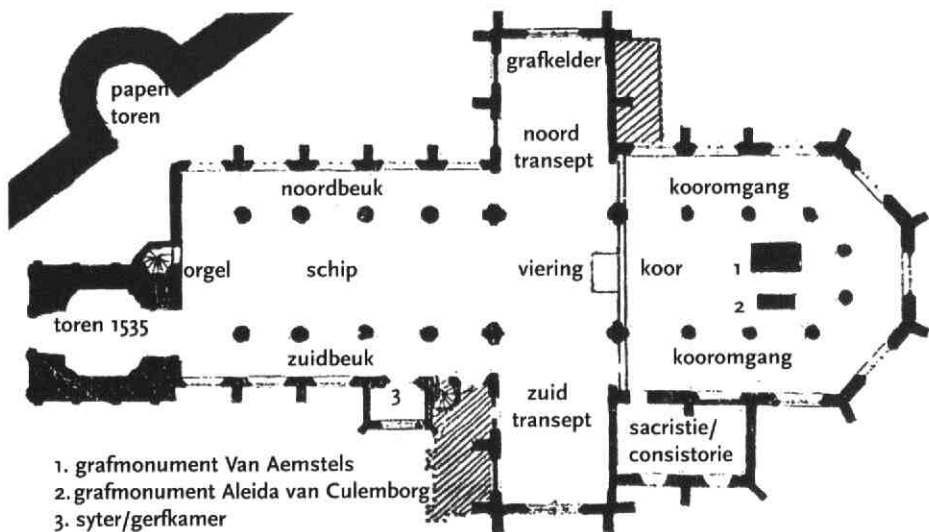 papen
toren
grafkelder
noord
transept
noordbeuk
kooromgang
orgel
schip
viering
koor
1
2
toren 1535
zuidbeuk
kooromgang
3
zuid
transept
sacristie/
consistorie
1. grafmonument Van Aemstels
2. grafmonument Aleida van Culemborg
3. syter/gerfkamer